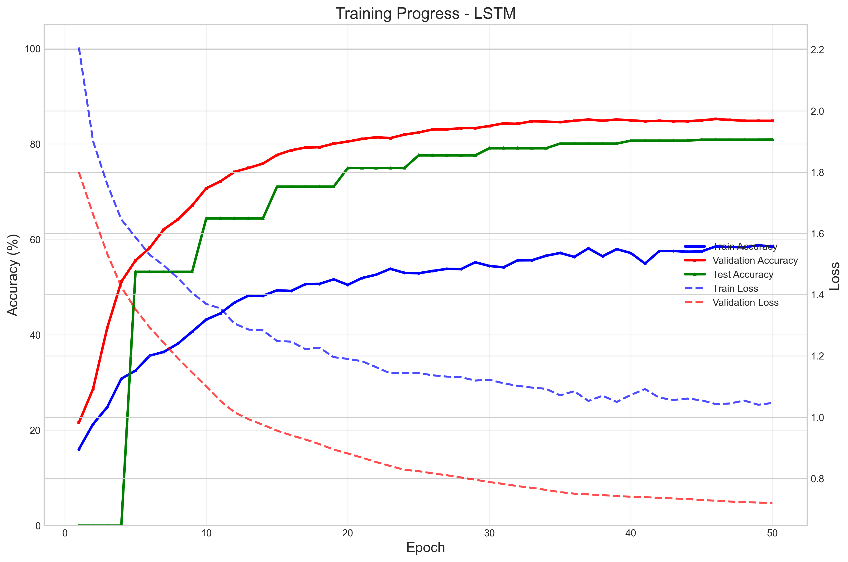 Training Progress - LSTM
100
80
60
40
20
0
Accuracy (%)
2.2
2.0
1.8
1.6
1.4
1.2
1.0
0.8
Loss
Train Accuracy
Validation Accuracy
Test Accuracy
Train Loss
Validation Loss
0 10 20 30 40 50
Epoch